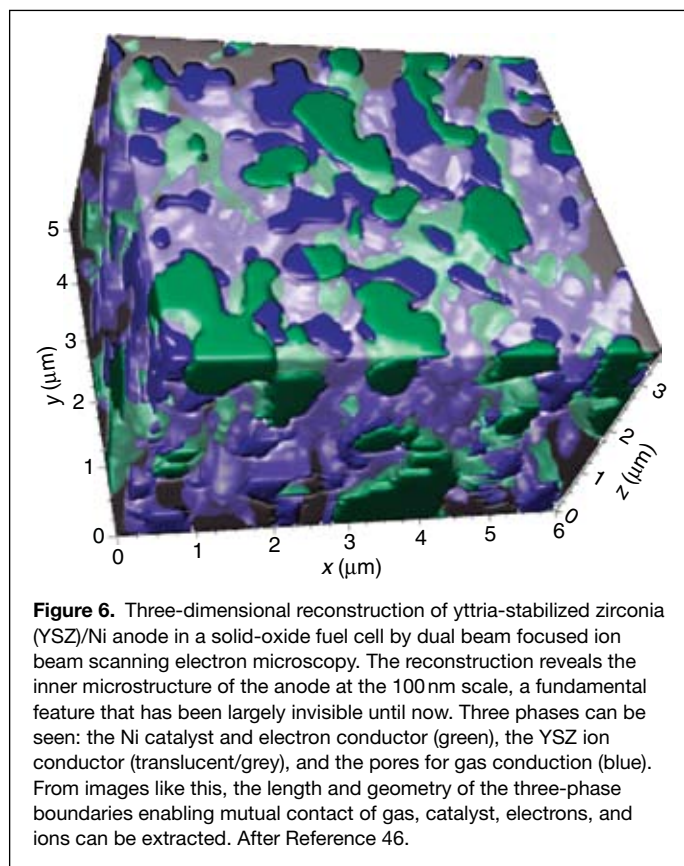 5
4
3
2
1
0
y (μm)
0
1
2
3
4
5
6
x (μm)
0
1
2
3
z (μm)
Figure 6. Three-dimensional reconstruction of yttria-stabilized zirconia
(YSZ)/Ni anode in a solid-oxide fuel cell by dual beam focused ion
beam scanning electron microscopy. The reconstruction reveals the
inner microstructure of the anode at the 100 nm scale, a fundamental
feature that has been largely invisible until now. Three phases can be
seen: the Ni catalyst and electron conductor (green), the YSZ ion
conductor (translucent/grey), and the pores for gas conduction (blue).
From images like this, the length and geometry of the three-phase
boundaries enabling mutual contact of gas, catalyst, electrons, and
ions can be extracted. After Reference 46.